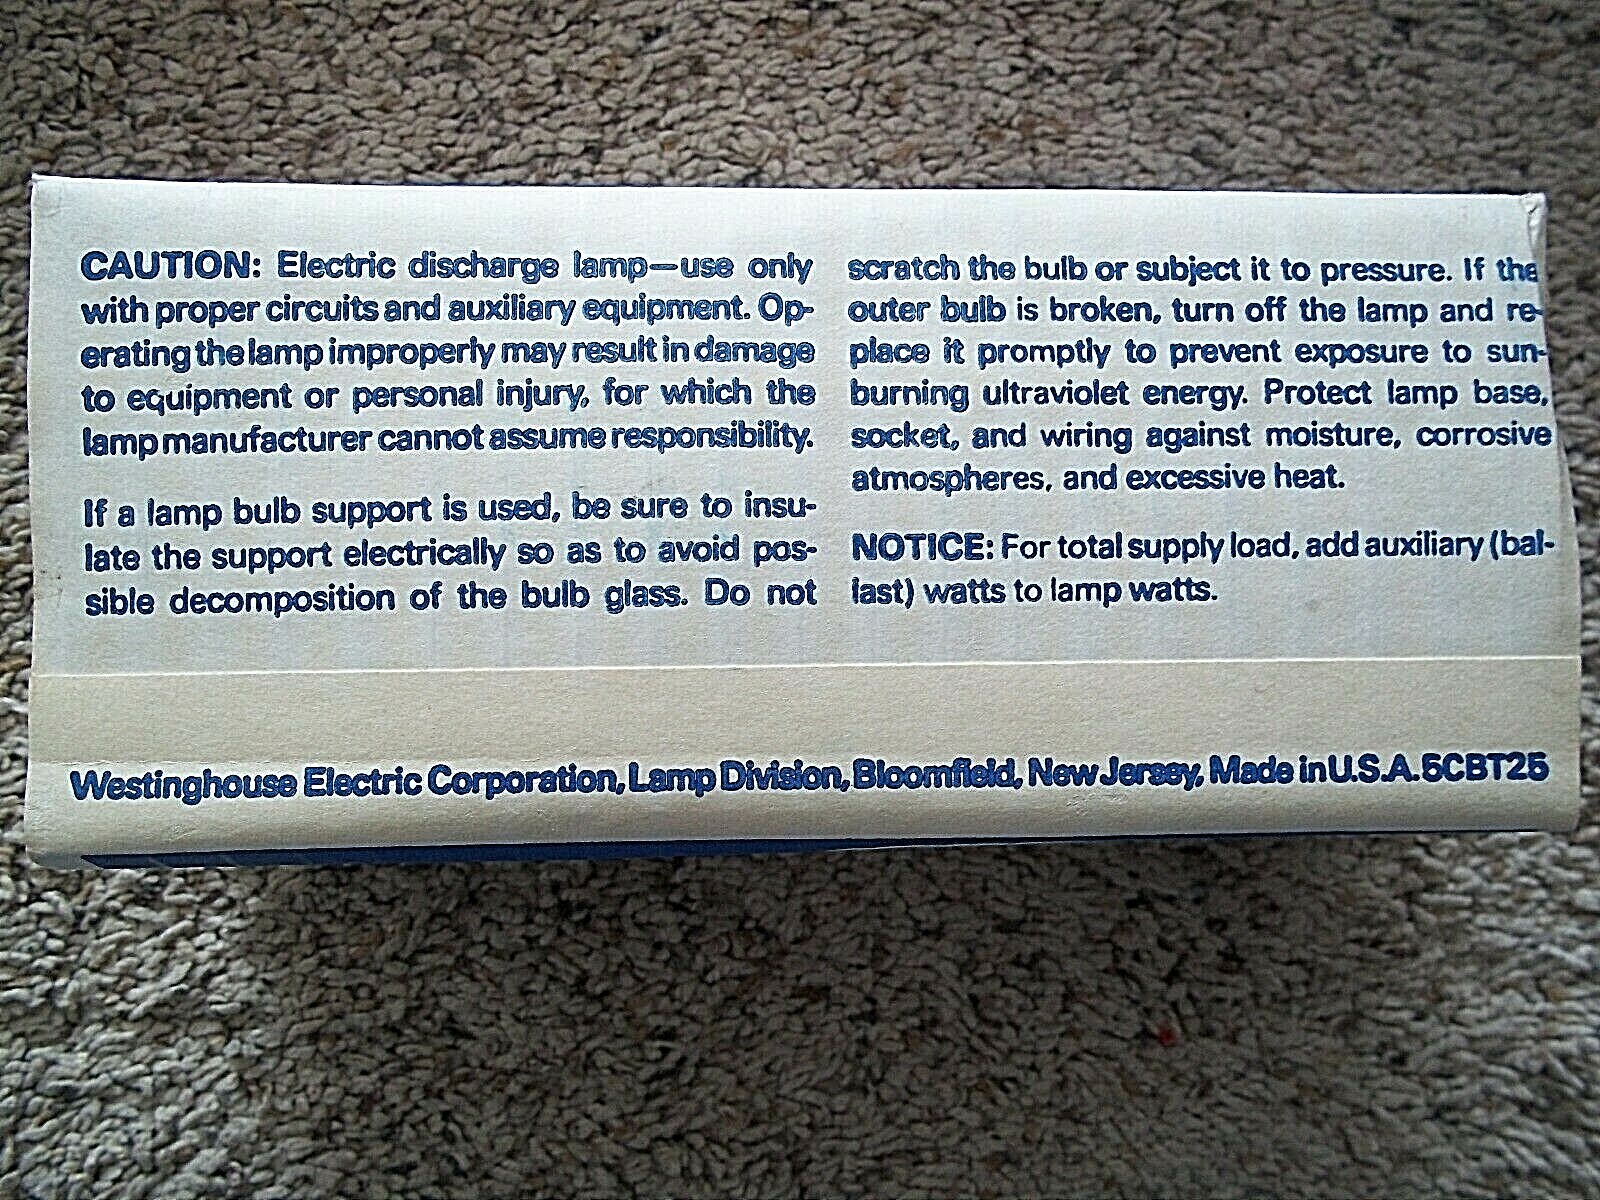 CAUTION: Electric discharge lamp—use only
with proper circuits and auxiliary equipment. Op-
erating the lamp improperly may result in damage
to equipment or personal injury, for which the
lamp manufacturer cannot assume responsibility.
If a lamp bulb support is used, be sure to insu-
late the support electrically so as to avoid pos-
sible decomposition of the bulb glass. Do not
scratch the bulb or subject it to pressure. If the
outer bulb is broken, turn off the lamp and re-
place it promptly to prevent exposure to sun-
burning ultraviolet energy. Protect lamp base,
socket, and wiring against moisture, corrosive
atmospheres, and excessive heat.
NOTICE: For total supply load, add auxiliary (bal-
last) watts to lamp watts.
Westinghouse Electric Corporation, Lamp Division, Bloomfield, New Jersey, Made in U.S.A. 5CBT25